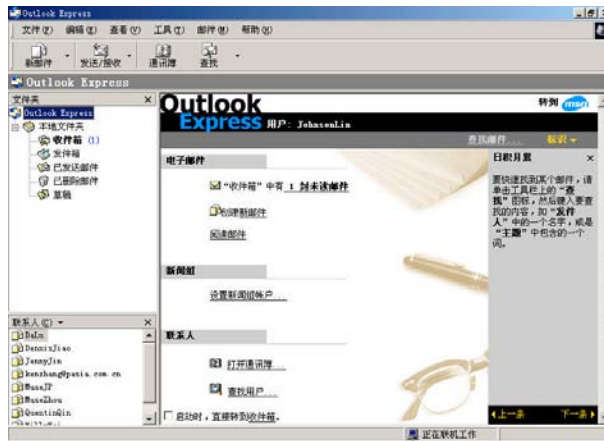 Outlook Express
文件(F) 编辑(E) 查看(V) 工具(T) 邮件(M) 帮助(H)
新邮件 发送/接收 通讯簿 查找
Outlook Express
文件夹 ×
Outlook Express
本地文件夹
收件箱 (1)
发件箱
已发送邮件
已删除邮件
草稿
联系人(C) ×
DaLu
DennisJiao
JennyJin
MuseJP
MuseZhou
QuentinQin
Outlook
Express 用户: JohnsonLin
转到 msn
查找邮件... 标识
电子邮件
“收件箱”中有 1 封未读邮件
创建新邮件
阅读邮件
新闻组
设置新闻组帐户...
联系人
打开通讯簿...
查找用户...
启动时，直接转到收件箱。
日积月累 ×
要快速找到某个邮件，请
单击工具栏上的“查
找”图标，然后键入要查
找的内容，如“发件
人”中的一个名字，或是
“主题”中包含的一个
词。
上一条 下一条
正在联机工作